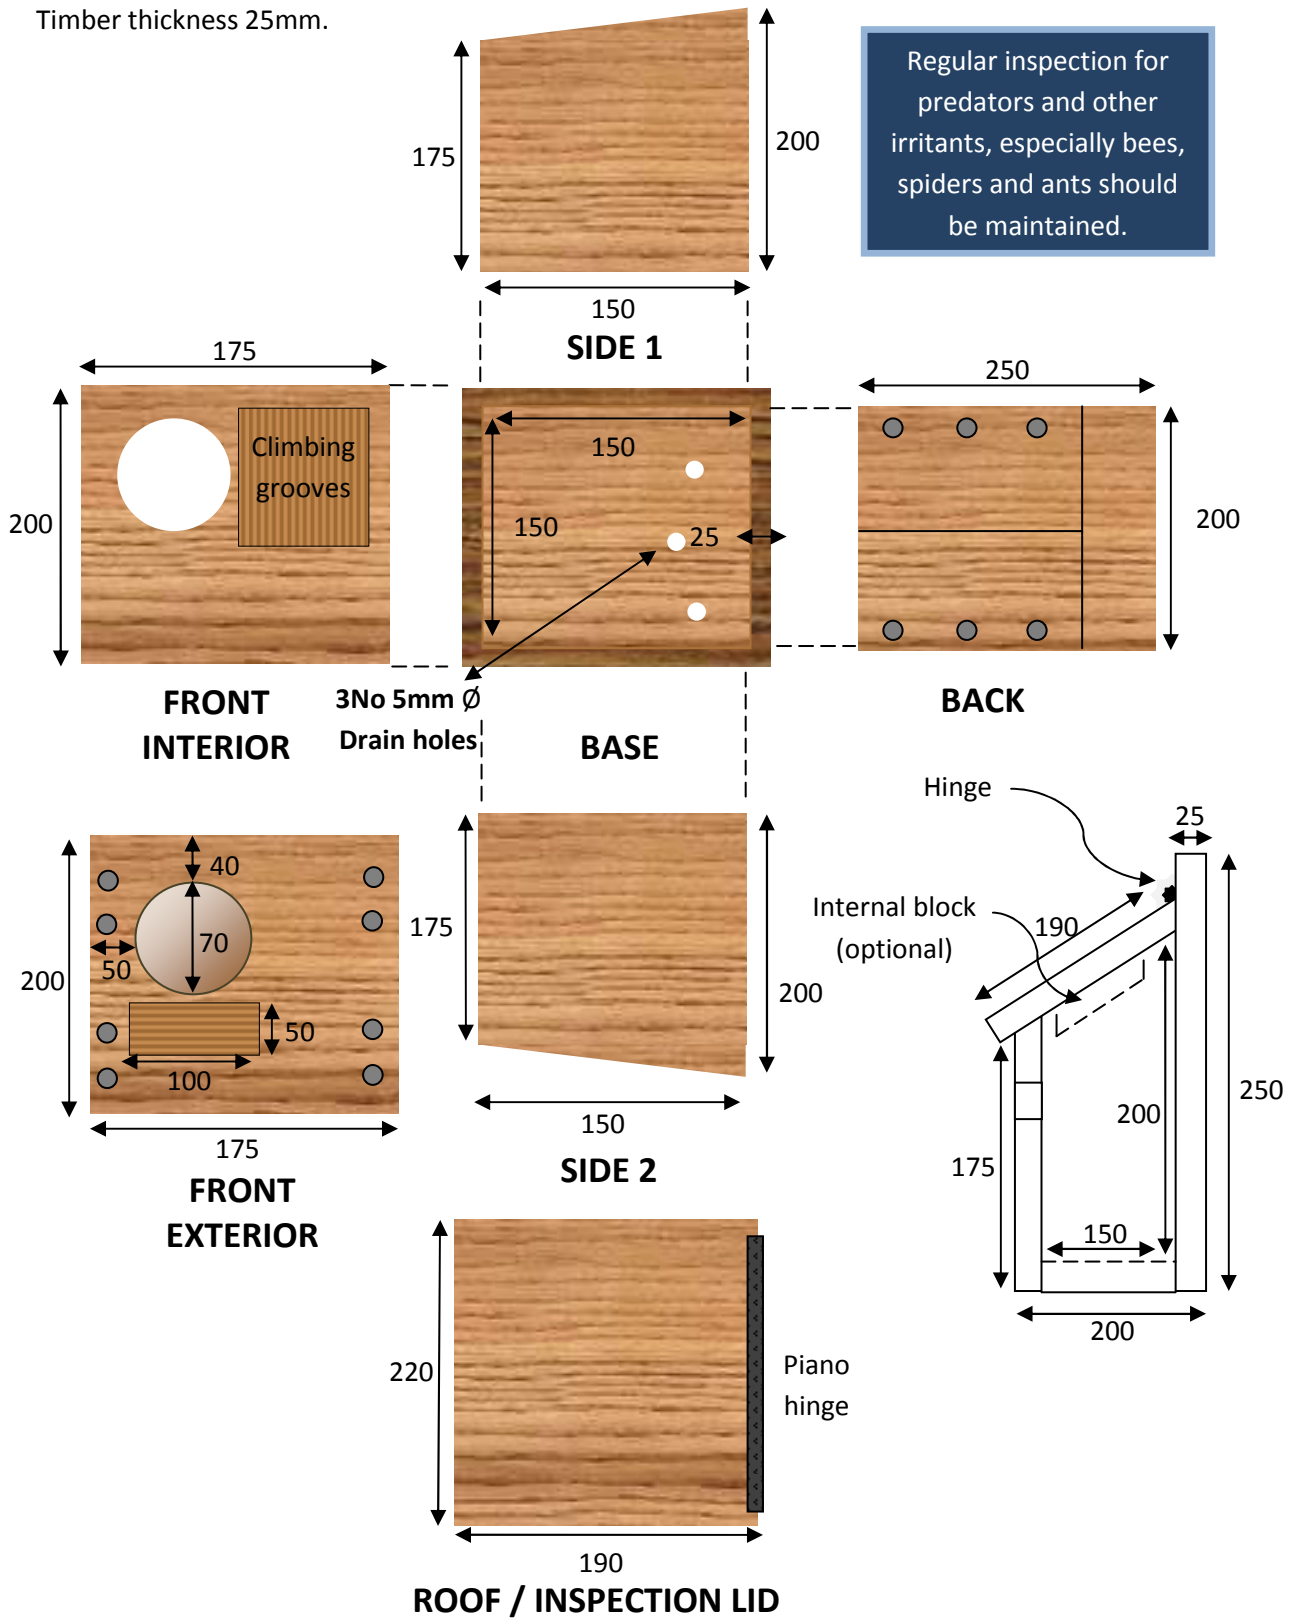 Timber thickness 25mm.
175
200
150
SIDE 1
Regular inspection for
predators and other
irritants, especially bees,
spiders and ants should
be maintained.
175
200
Climbing
grooves
FRONT
INTERIOR
150
150
25
3No 5mm Ø
Drain holes
BASE
250
200
BACK
40
70
50
200
50
100
175
FRONT
EXTERIOR
175
200
150
SIDE 2
Hinge
25
Internal block
(optional)
190
250
200
175
150
200
220
Piano
hinge
190
ROOF / INSPECTION LID